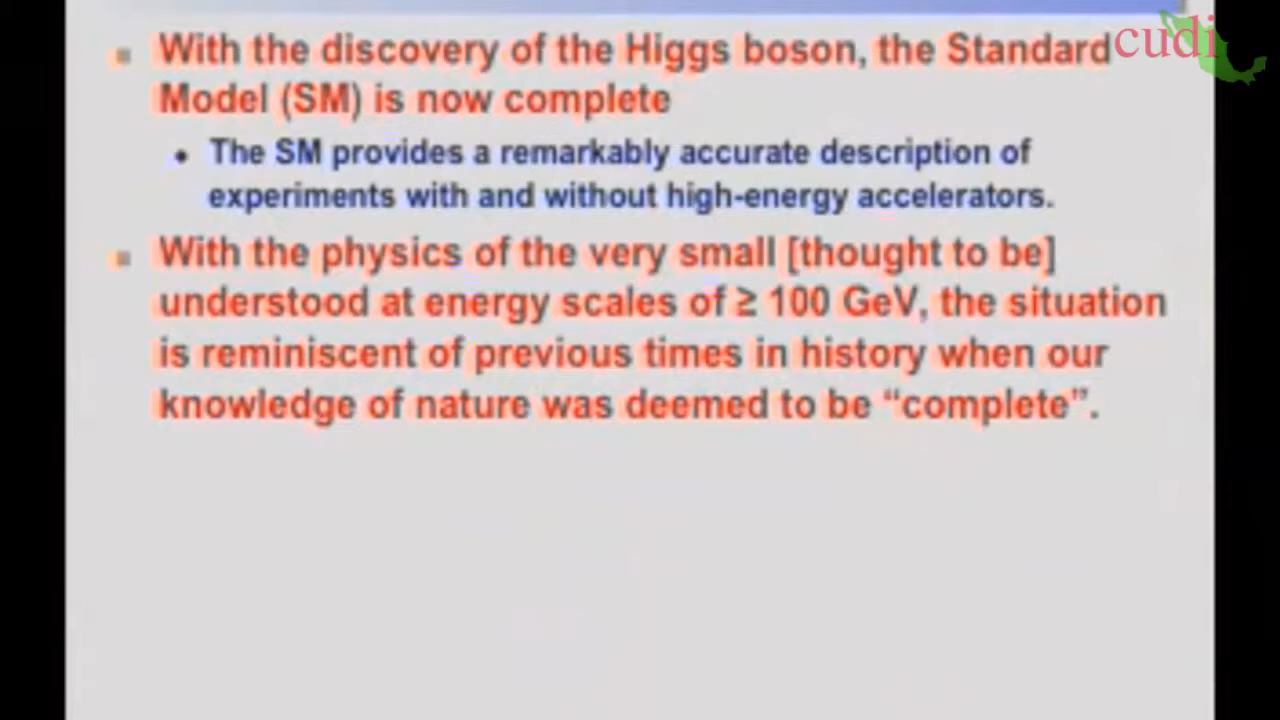 With the discovery of the Higgs boson, the Standard
Model (SM) is now complete
The SM provides a remarkably accurate description of
experiments with and without high-energy accelerators.
With the physics of the very small [thought to be]
understood at energy scales of ≥ 100 GeV, the situation
is reminiscent of previous times in history when our
knowledge of nature was deemed to be “complete”.
cudi